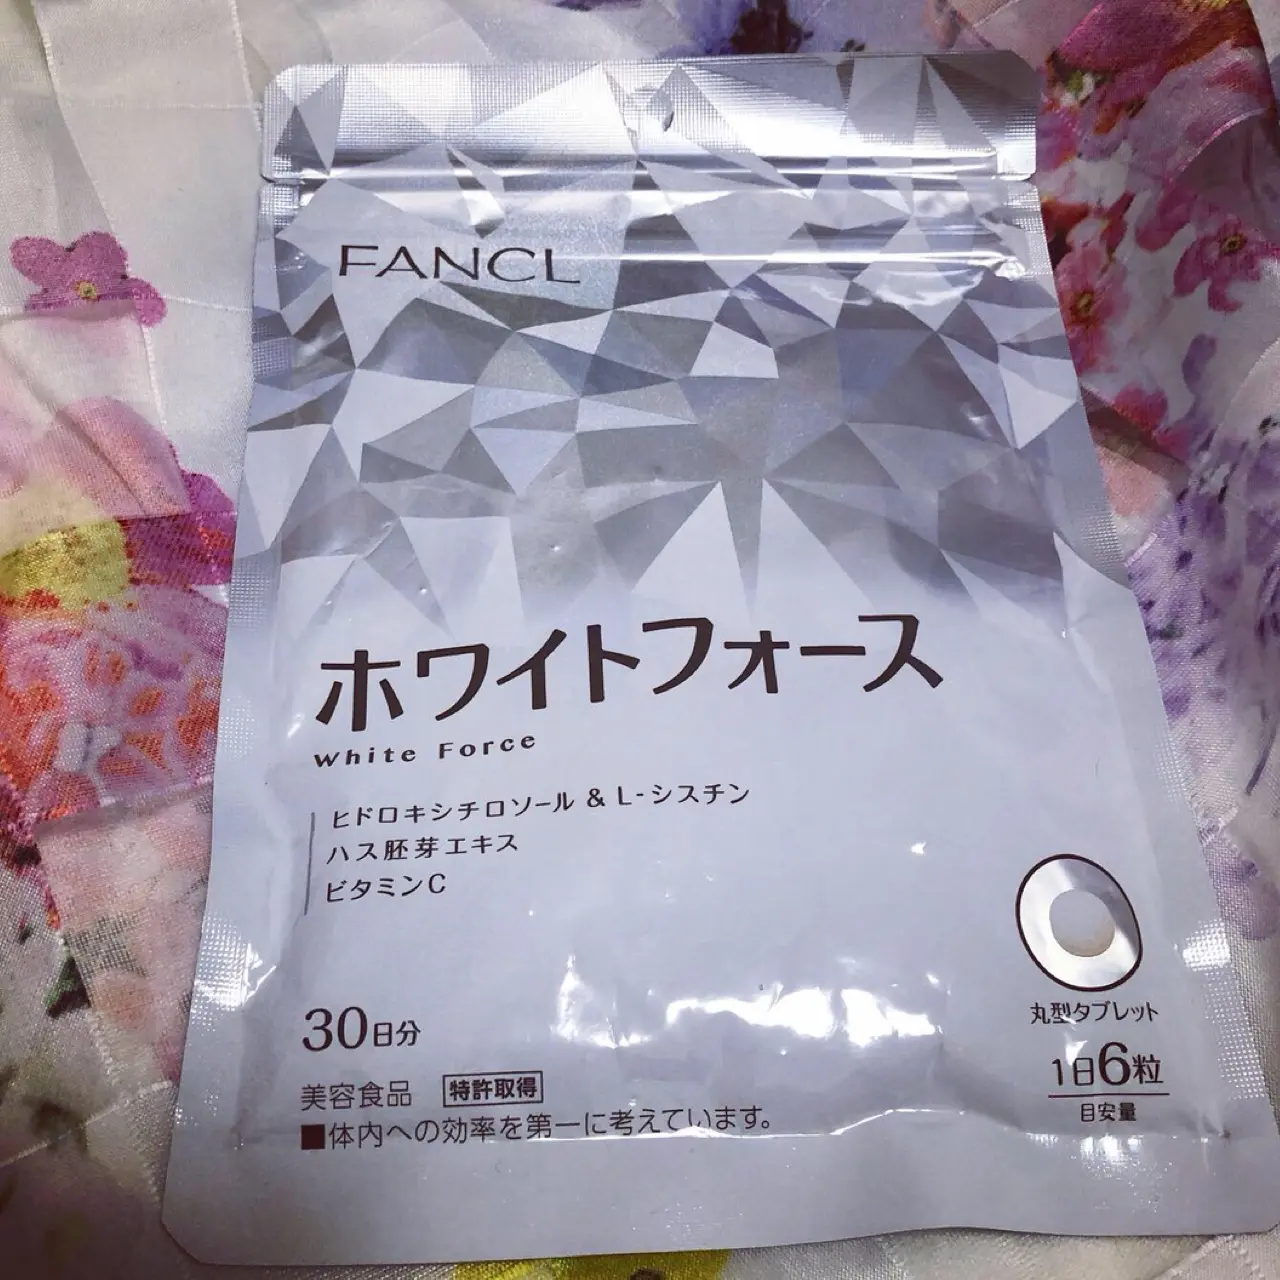 FANCL
ホワイトフォース
White Force
ヒドロキシチロソール & L-シスチン
ハス胚芽エキス
ビタミンC
丸型タブレット
30日分
1日6粒
目安量
美容食品 特許取得
■体内への効率を第一に考えています。